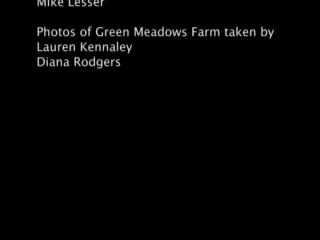 Mike Lesser
Photos of Green Meadows Farm taken by
Lauren Kennaley
Diana Rodgers